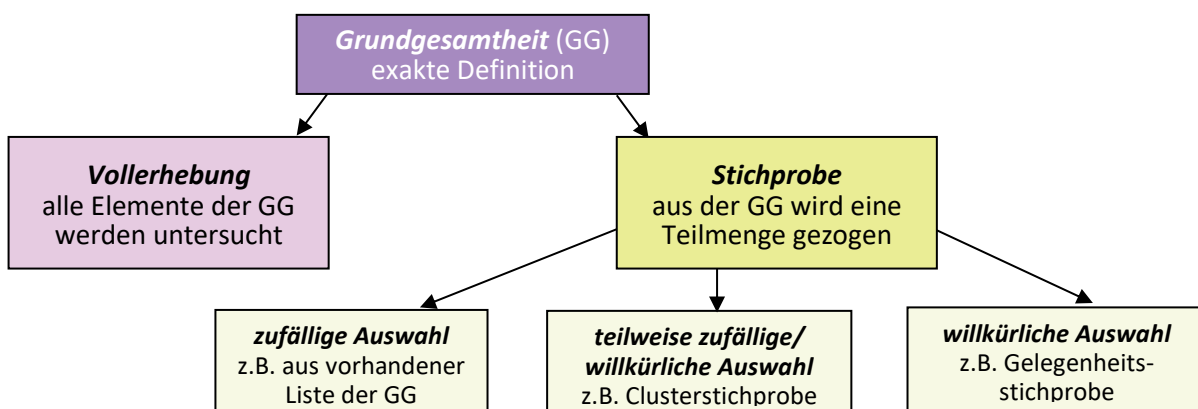 Grundgesamtheit (GG)
exakte Definition
Vollerhebung
alle Elemente der GG
werden untersucht
Stichprobe
aus der GG wird eine
Teilmenge gezogen
zufällige Auswahl
z.B. aus vorhandener
Liste der GG
teilweise zufällige/
willkürliche Auswahl
z.B. Clusterstichprobe
willkürliche Auswahl
z.B. Gelegenheits-
stichprobe